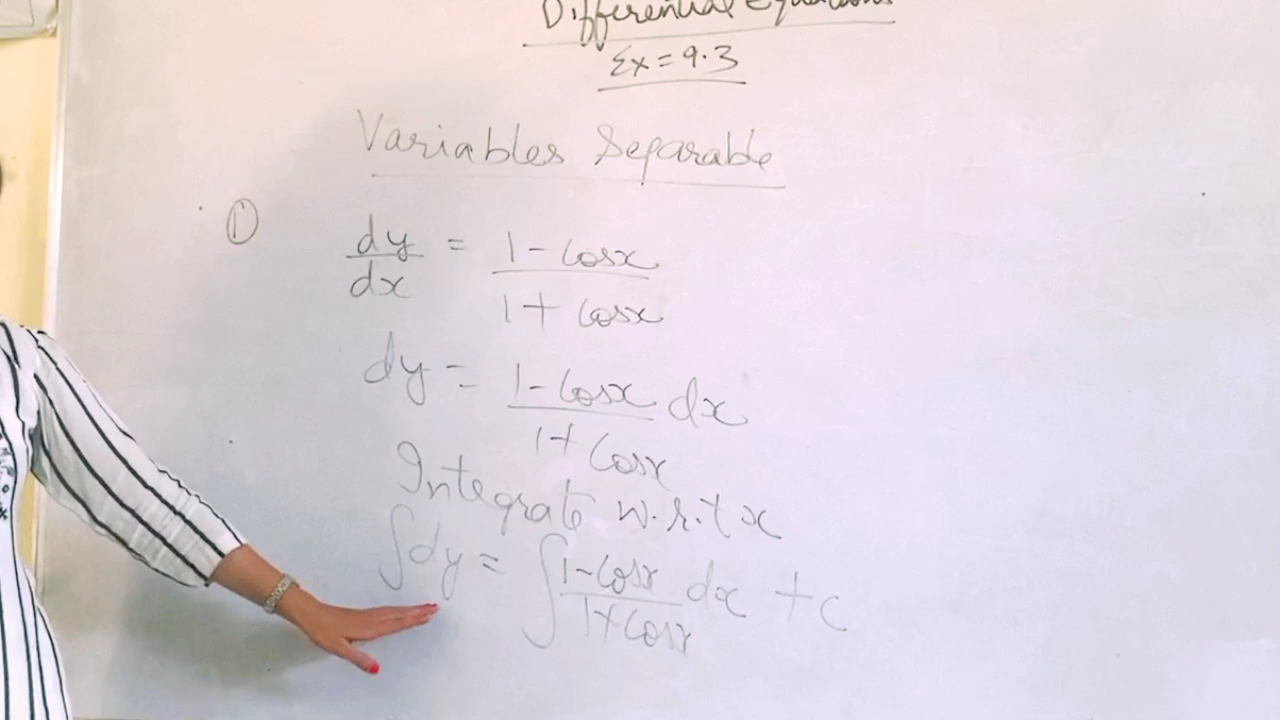 Differential Equations
Ex = 9.3
Variables Separable
① dy/dx = 1 - cosx / 1 + cosx
dy = 1 - cosx / 1 + cosx dx
Integrate w.r.t x
∫dy = ∫ 1 - cosx / 1 + cosx dx + c